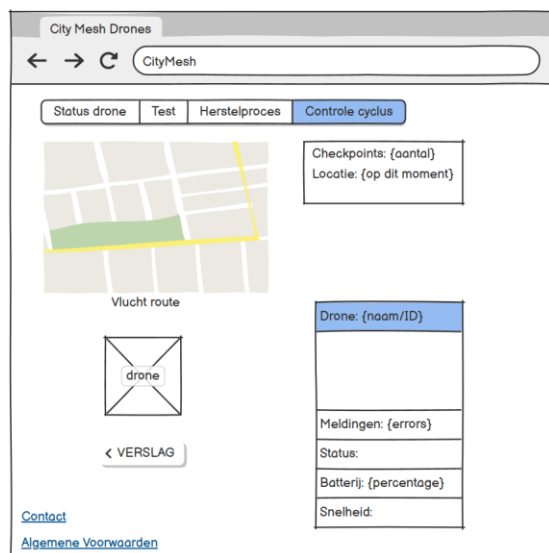 City Mesh Drones
CityMesh
Status drone
Test
Herstelproces
Controle cyclus
Checkpoints: {aantal}
Locatie: {op dit moment}
Vlucht route
drone
< VERSLAG
Drone: {naam/ID}
Meldingen: {errors}
Status:
Batterij: {percentage}
Snelheid:
Contact
Algemene Voorwaarden